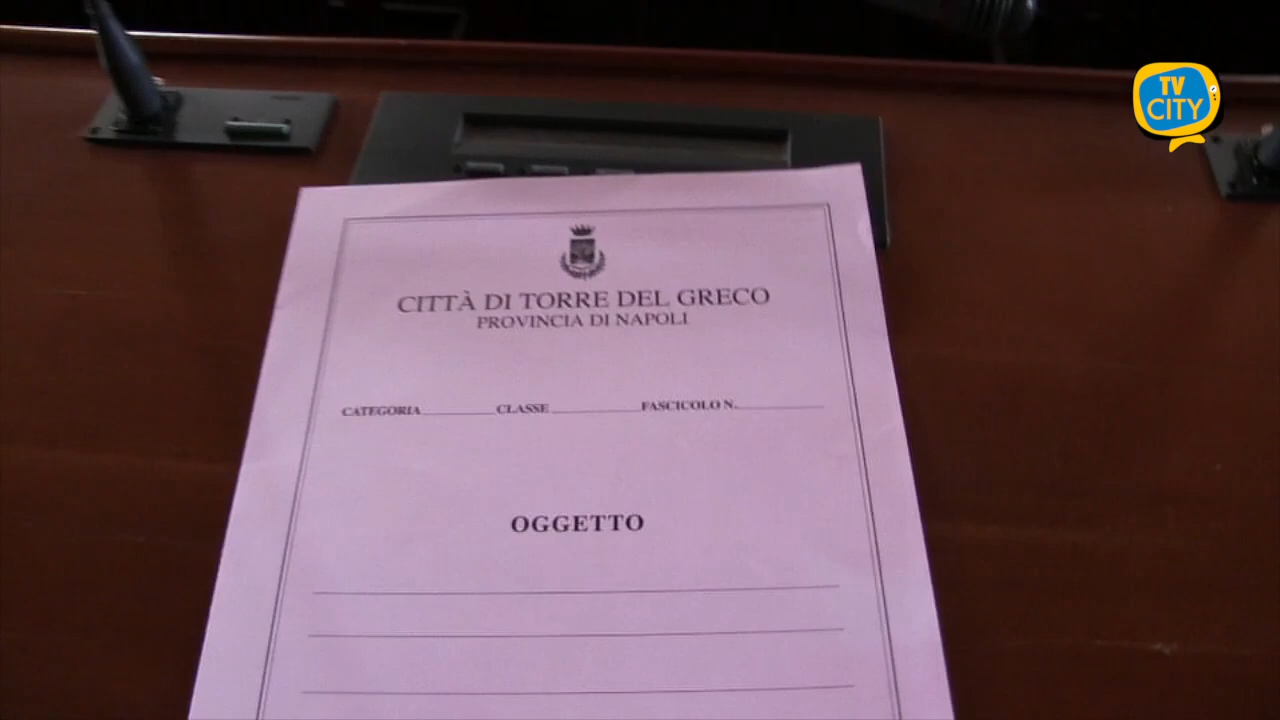 TV
CITY
CITTÀ DI TORRE DEL GRECO
PROVINCIA DI NAPOLI
CATEGORIA CLASSE FASCICOLO N.
OGGETTO